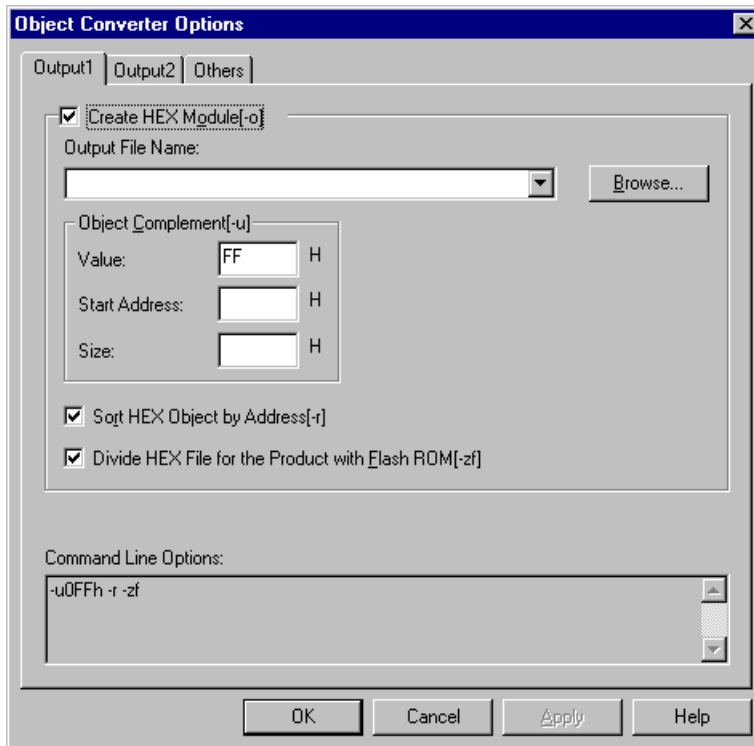 Object Converter Options
Output1 Output2 Others
Create HEX Module[-o]
Output File Name:
Browse...
Object Complement[-u]
Value: FF H
Start Address: H
Size: H
Sort HEX Object by Address[-r]
Divide HEX File for the Product with Flash ROM[-zf]
Command Line Options:
-u0FFh -r -zf
OK Cancel Apply Help